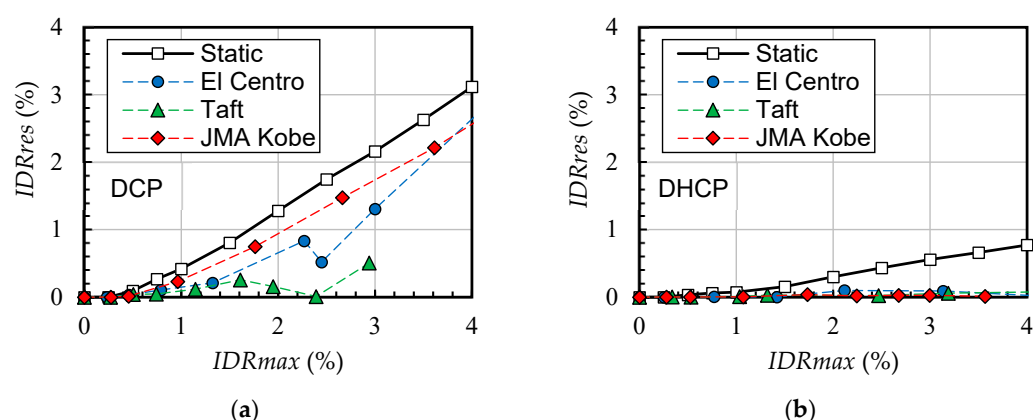 4
3
2
1
0
IDRres (%)
Static
El Centro
Taft
JMA Kobe
DCP
0 1 2 3 4
IDRmax (%)
(a)
4
3
2
1
0
IDRres (%)
Static
El Centro
Taft
JMA Kobe
DHCP
0 1 2 3 4
IDRmax (%)
(b)